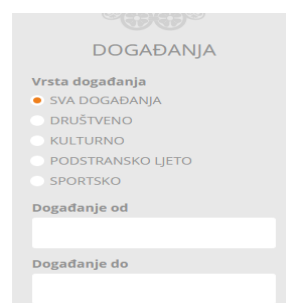 DOGAĐANJA
Vrsta događanja
SVA DOGAĐANJA
DRUŠTVENO
KULTURNO
PODSTRANSKO LJETO
SPORTSKO
Događanje od
Događanje do